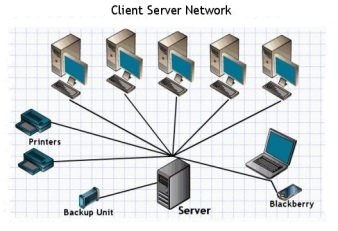 Client Server Network
Printers
Backup Unit
Server
Blackberry